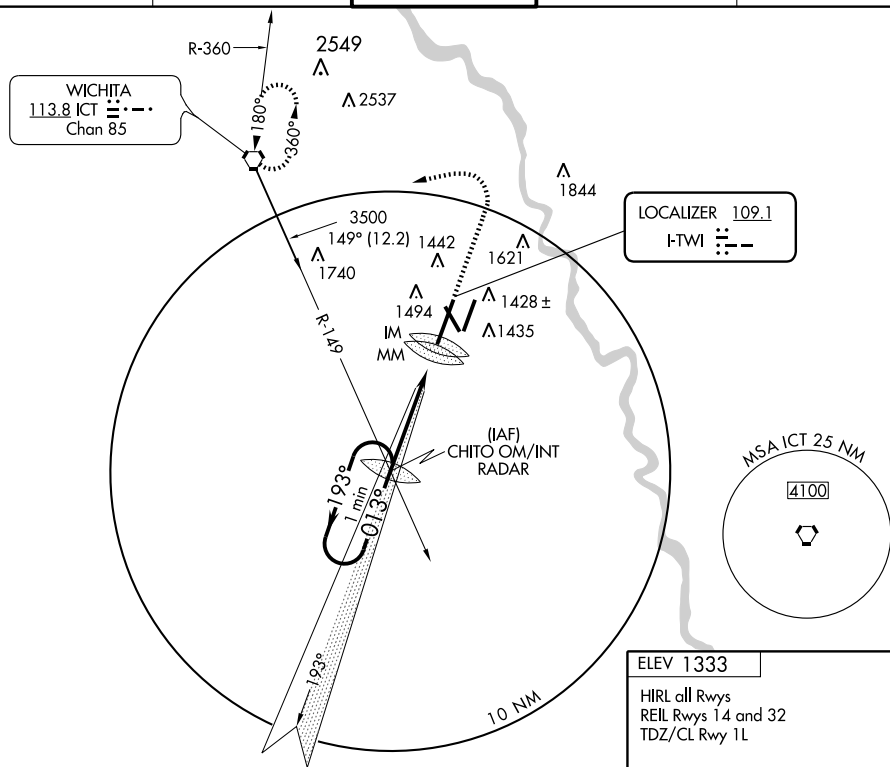 R-360
2549
WICHITA
113.8 ICT
Chan 85
2537
180°
360°
1844
3500
149° (12.2)
1442
LOCALIZER 109.1
I-TWI
1621
1740
1494
1428 ±
1435
IM
MM
R-149
(IAF)
CHITO OM/INT
RADAR
193°
1 min
013°
MSA ICT 25 NM
4100
193°
10 NM
ELEV 1333
HIRL all Rwys
REIL Rwys 14 and 32
TDZ/CL Rwy 1L